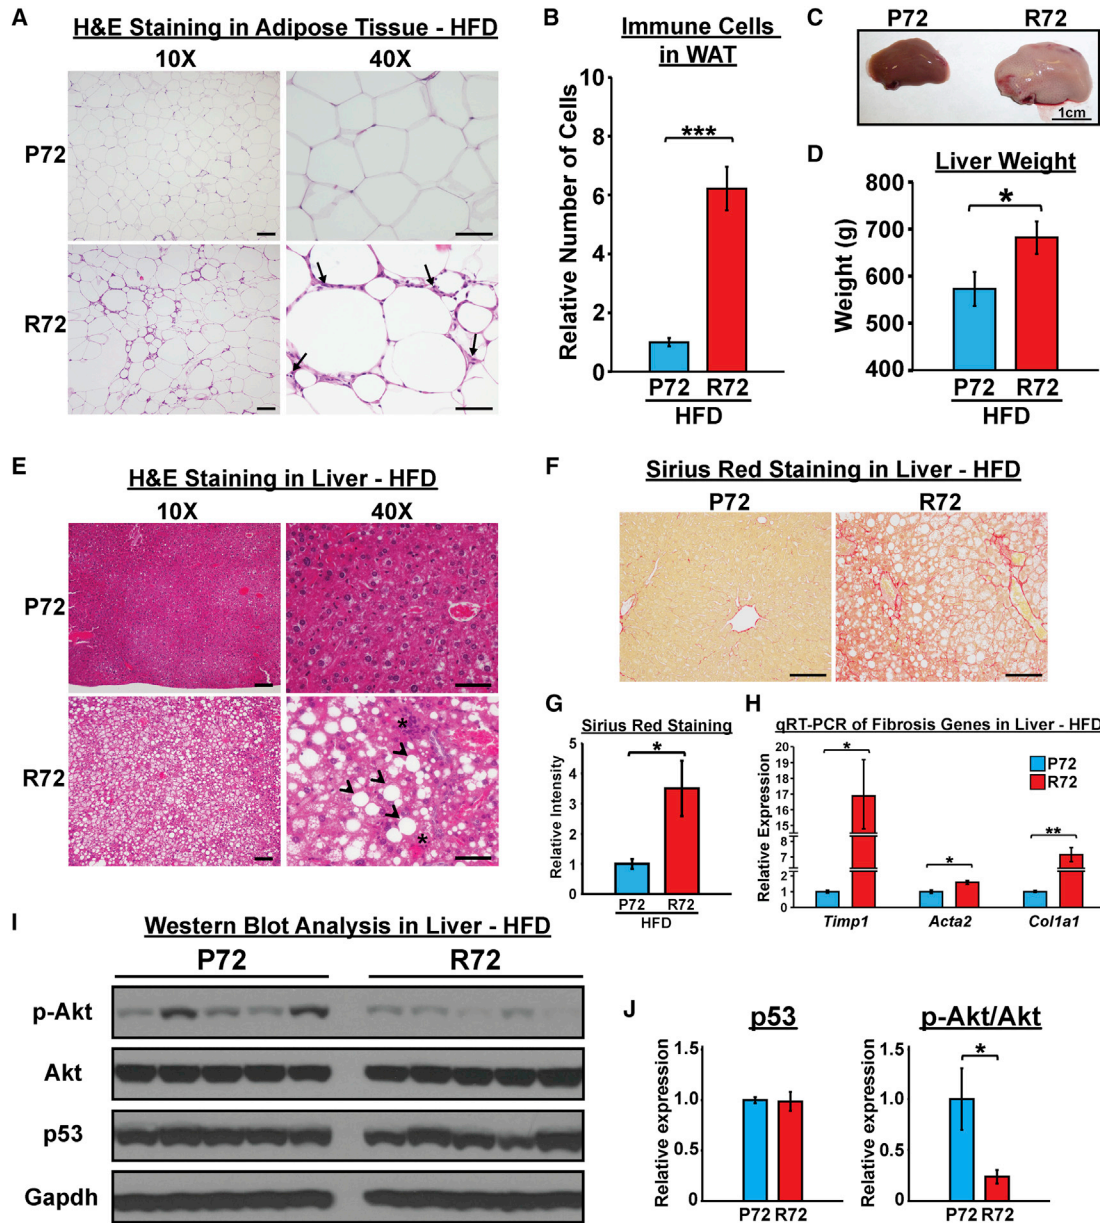 A
H&E Staining in Adipose Tissue - HFD
10X 40X
P72
R72
B
Immune Cells
in WAT
Relative Number of Cells
10
8
6
4
2
0
***
P72 R72
HFD
C
P72 R72
1cm
D
Liver Weight
Weight (g)
800
700
600
500
400
*
P72 R72
HFD
E
H&E Staining in Liver - HFD
10X 40X
P72
R72
*
*
F
Sirius Red Staining in Liver - HFD
P72 R72
G
Sirius Red Staining
Relative Intensity
5
4
3
2
1
0
*
P72 R72
HFD
H
qRT-PCR of Fibrosis Genes in Liver - HFD
Relative Expression
20
19
18
17
16
15
8
7
6
2
1
0
*
*
**
P72
R72
Timp1 Acta2 Col1a1
I
Western Blot Analysis in Liver - HFD
P72 R72
p-Akt
Akt
p53
Gapdh
J
p53
Relative expression
1.5
1.0
0.5
0
P72 R72
p-Akt/Akt
Relative expression
1.5
1.0
0.5
0
*
P72 R72